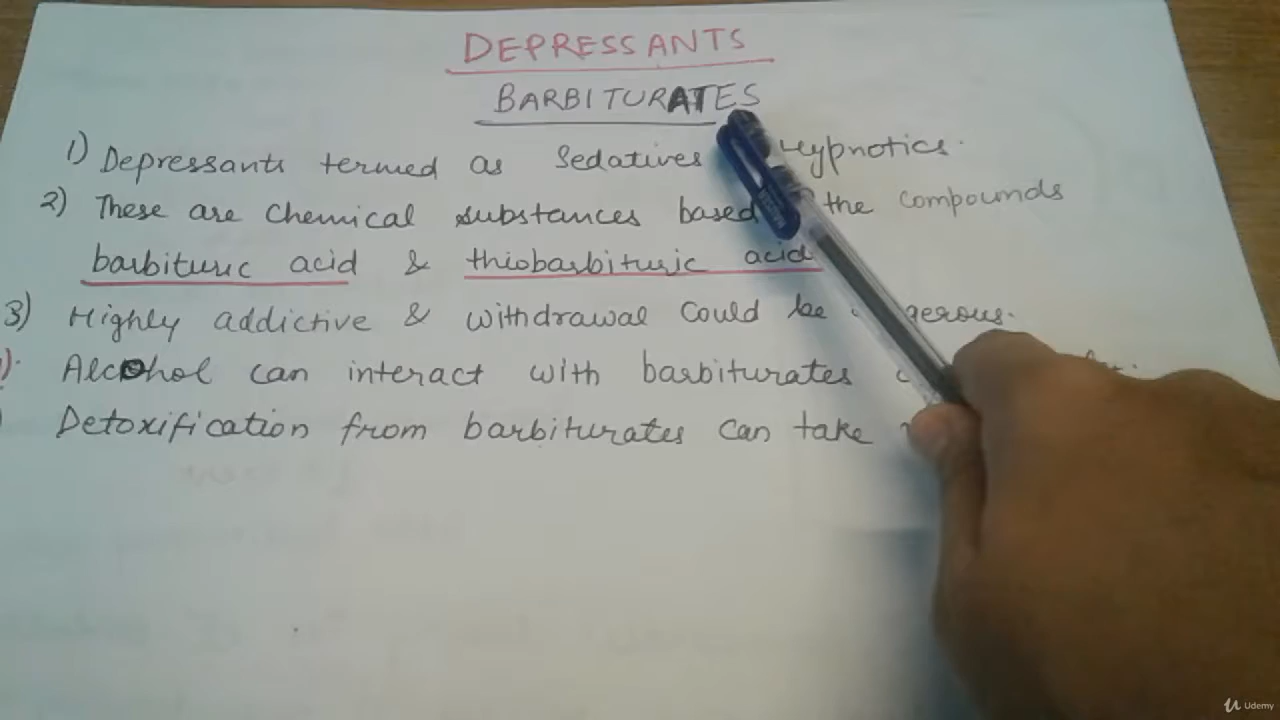 DEPRESSANTS
BARBITURATES
1) Depressants termed as Sedatives Hypnotics.
2) These are chemical substances based the compounds
barbituric acid & thiobarbituric acid
3) Highly addictive & withdrawal could be
Alcohol can interact with barbiturates
Detoxification from barbiturates can take
Udemy